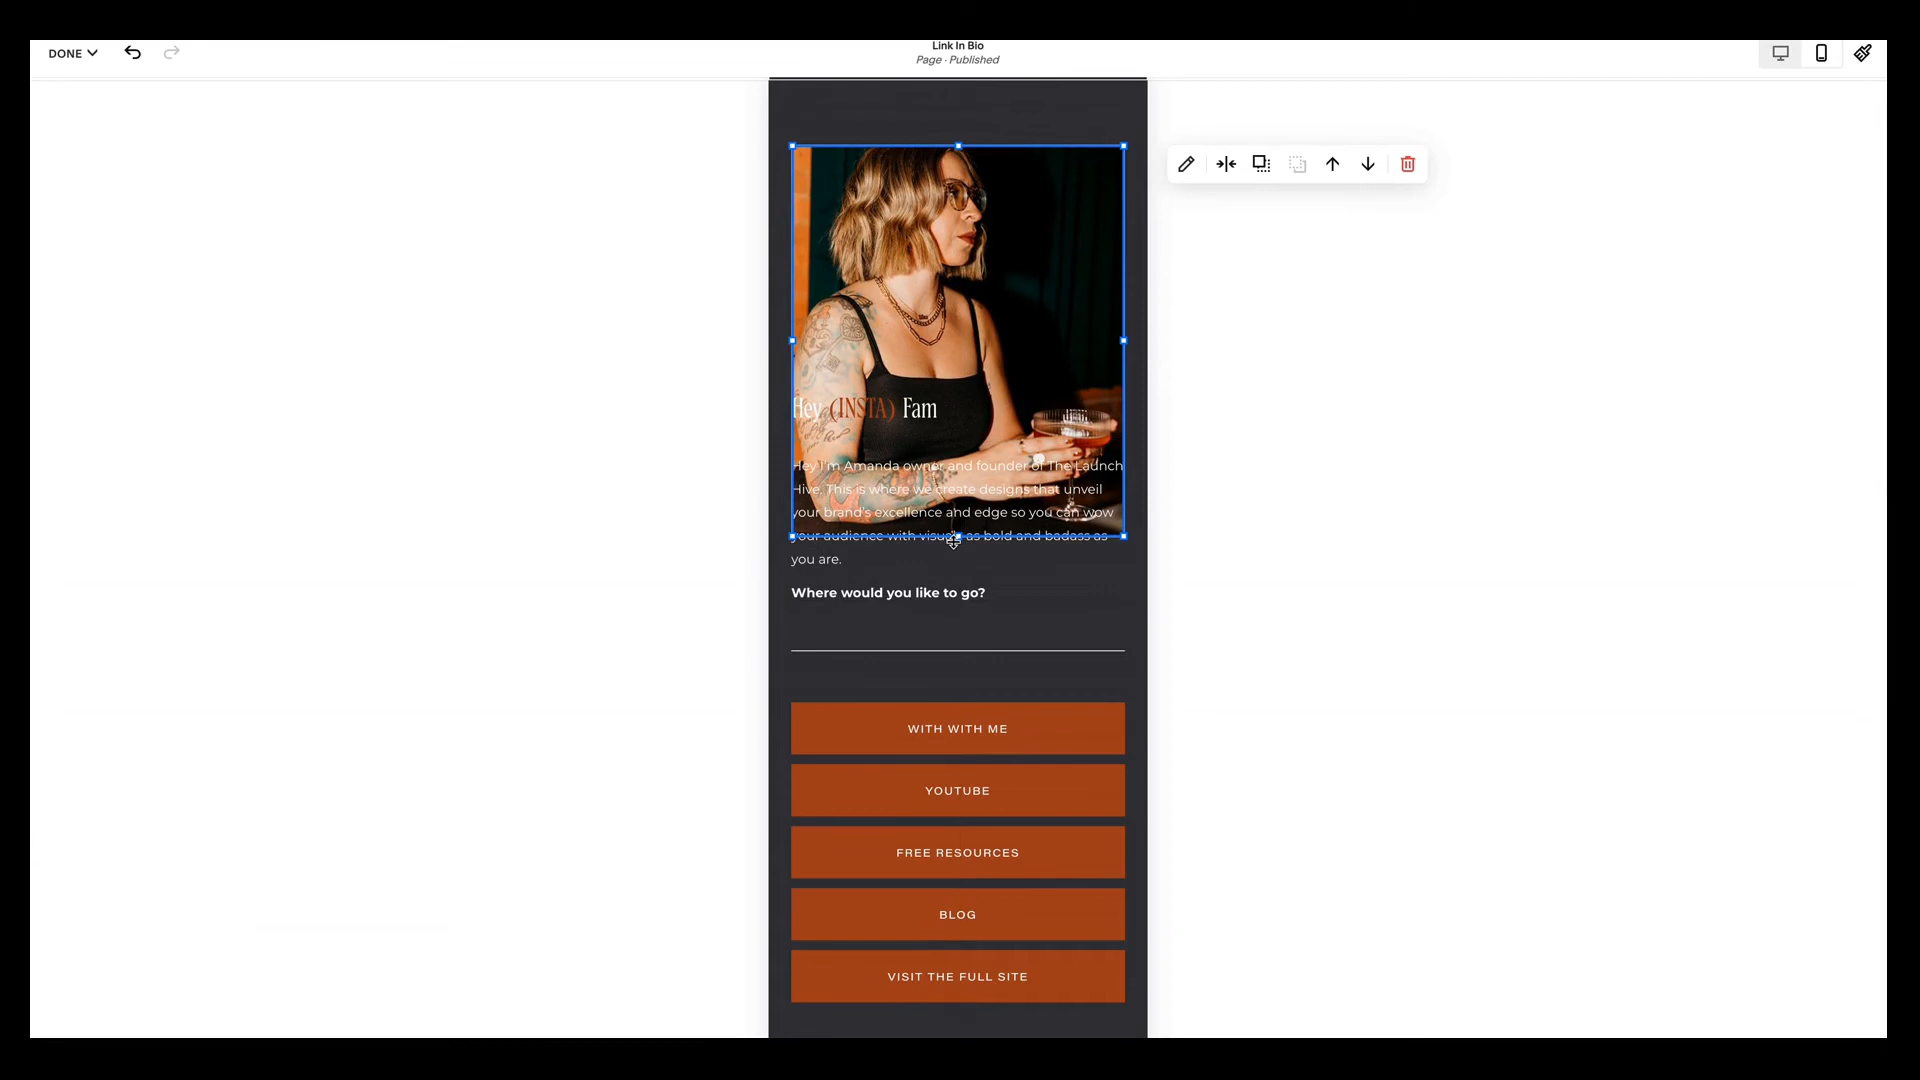 DONE
Link In Bio
Page · Published
Hey (INSTA) Fam
Hey I'm Amanda owner and founder of The Launch
Hive. This is where we create designs that unveil
your brand's excellence and edge so you can wow
your audience with visuals as bold and badass as
you are.
Where would you like to go?
WITH WITH ME
YOUTUBE
FREE RESOURCES
BLOG
VISIT THE FULL SITE